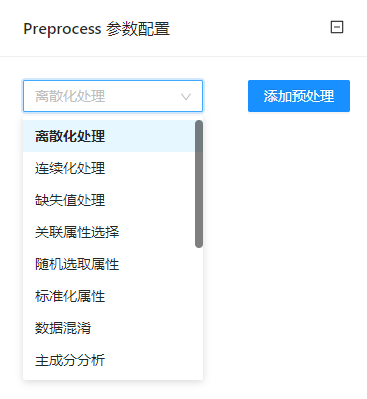 Preprocess 参数配置
离散化处理
添加预处理
离散化处理
连续化处理
缺失值处理
关联属性选择
随机选取属性
标准化属性
数据混淆
主成分分析